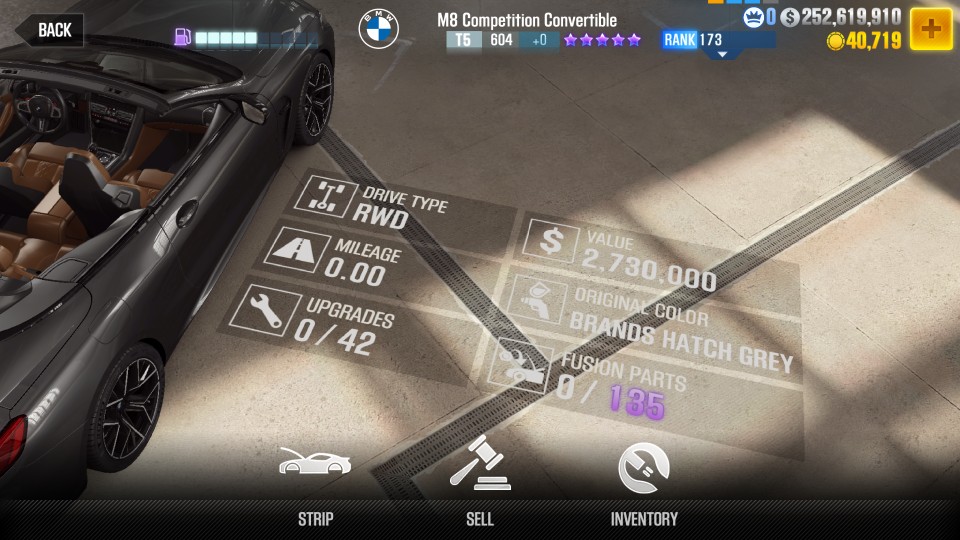 BACK
BMW
M8 Competition Convertible
T5 604 +0
RANK 173
0 $ 252,619,910
40,719
+
DRIVE TYPE
RWD
MILEAGE
0.00
UPGRADES
0 / 42
$ VALUE
2,730,000
ORIGINAL COLOR
BRANDS HATCH GREY
FUSION PARTS
0 / 135
STRIP
SELL
INVENTORY